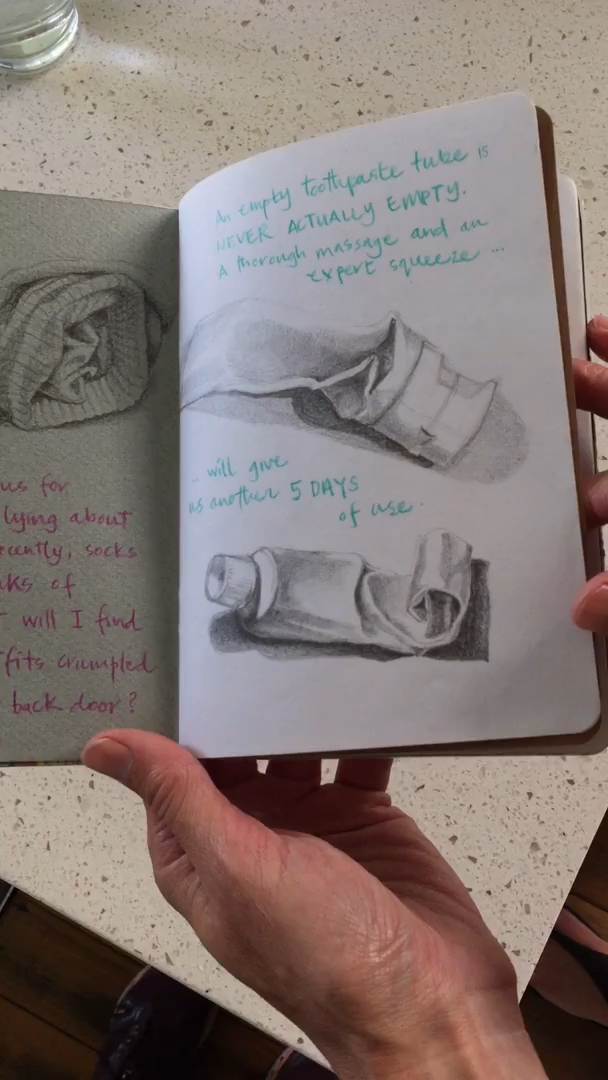 us for
lying about
ecently, socks
ks of
will I find
fits crumpled
back door?
An empty toothpaste tube is
NEVER ACTUALLY EMPTY.
A thorough massage and an
expert squeeze ...
... will give
us another 5 DAYS
of use.